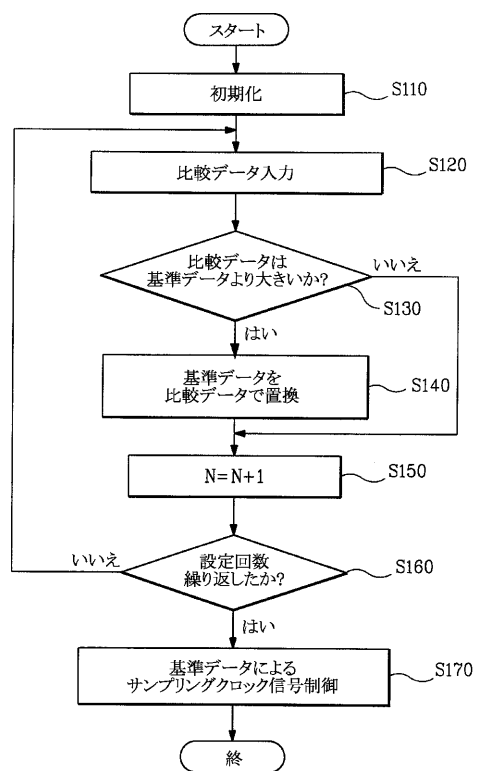 スタート
初期化
S110
比較データ入力
S120
比較データは
基準データより大きいか?
いいえ
S130
はい
基準データを
比較データで置換
S140
N=N+1
S150
いいえ
設定回数
繰り返したか?
S160
はい
基準データによる
サンプリングクロック信号制御
S170
終